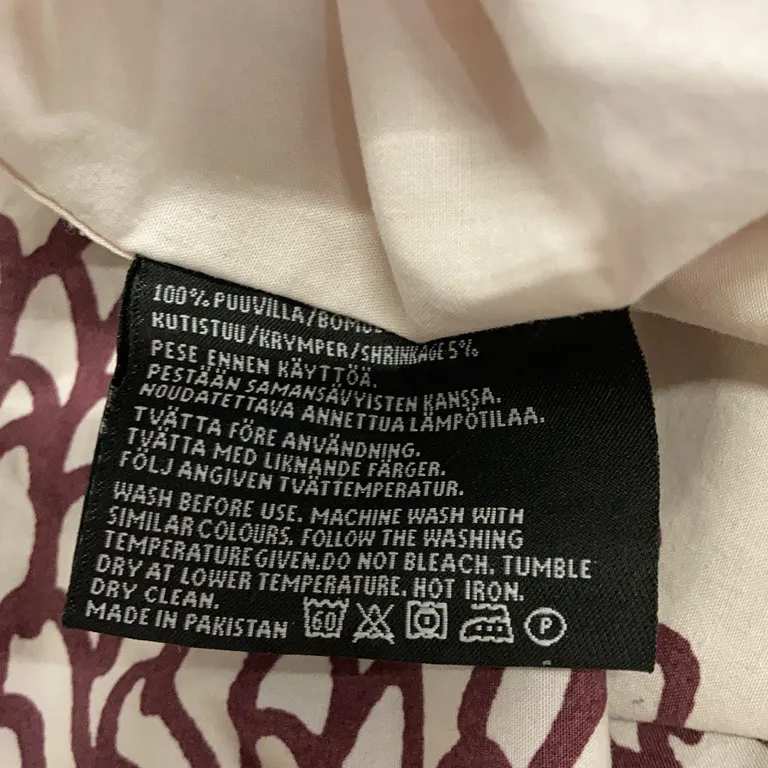 100% PUUVILLA/BOMUL
KUTISTUU/KRYMPER/SHRINKAGE 5%
PESE ENNEN KÄYTTÖÄ.
PESTÄÄN SAMANSÄVYISTEN KANSSA.
NOUDATETTAVA ANNETTUA LÄMPÖTILAA.
TVÄTTA FÖRE ANVÄNDNING.
TVÄTTA MED LIKNANDE FÄRGER.
FÖLJ ANGIVEN TVÄTTEMPERATUR.
WASH BEFORE USE. MACHINE WASH WITH
SIMILAR COLOURS. FOLLOW THE WASHING
TEMPERATURE GIVEN.DO NOT BLEACH. TUMBLE
DRY AT LOWER TEMPERATURE. HOT IRON.
DRY CLEAN.
MADE IN PAKISTAN 60 P